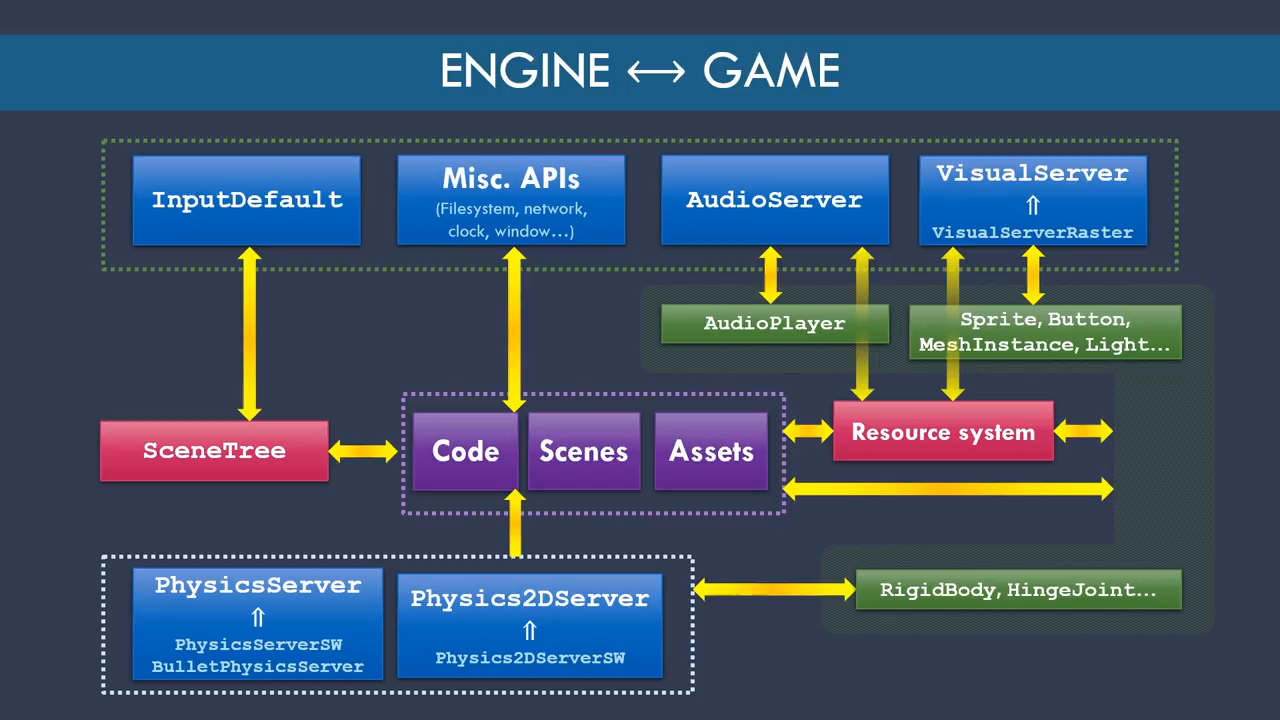 ENGINE ⟷ GAME
InputDefault
Misc. APIs
(Filesystem, network,
clock, window…)
AudioServer
VisualServer
⇑
VisualServerRaster
AudioPlayer
Sprite, Button,
MeshInstance, Light…
SceneTree
Code
Scenes
Assets
Resource system
PhysicsServer
⇑
PhysicsServerSW
BulletPhysicsServer
Physics2DServer
⇑
Physics2DServerSW
RigidBody, HingeJoint…